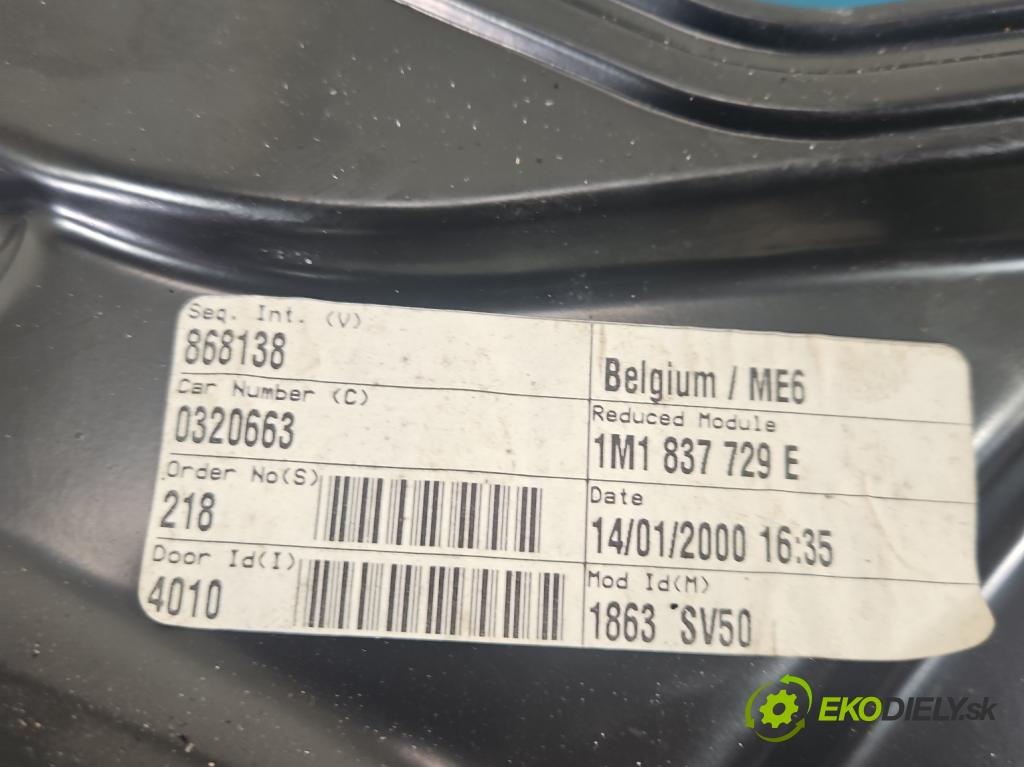 Seq. Int. (V)
868138
Car Number (C)
0320663
Order No(S)
218
Door Id(I)
4010
Belgium / ME6
Reduced Module
1M1 837 729 E
Date
14/01/2000 16:35
Mod Id(M)
1863 SV50
EKODIELY.sk